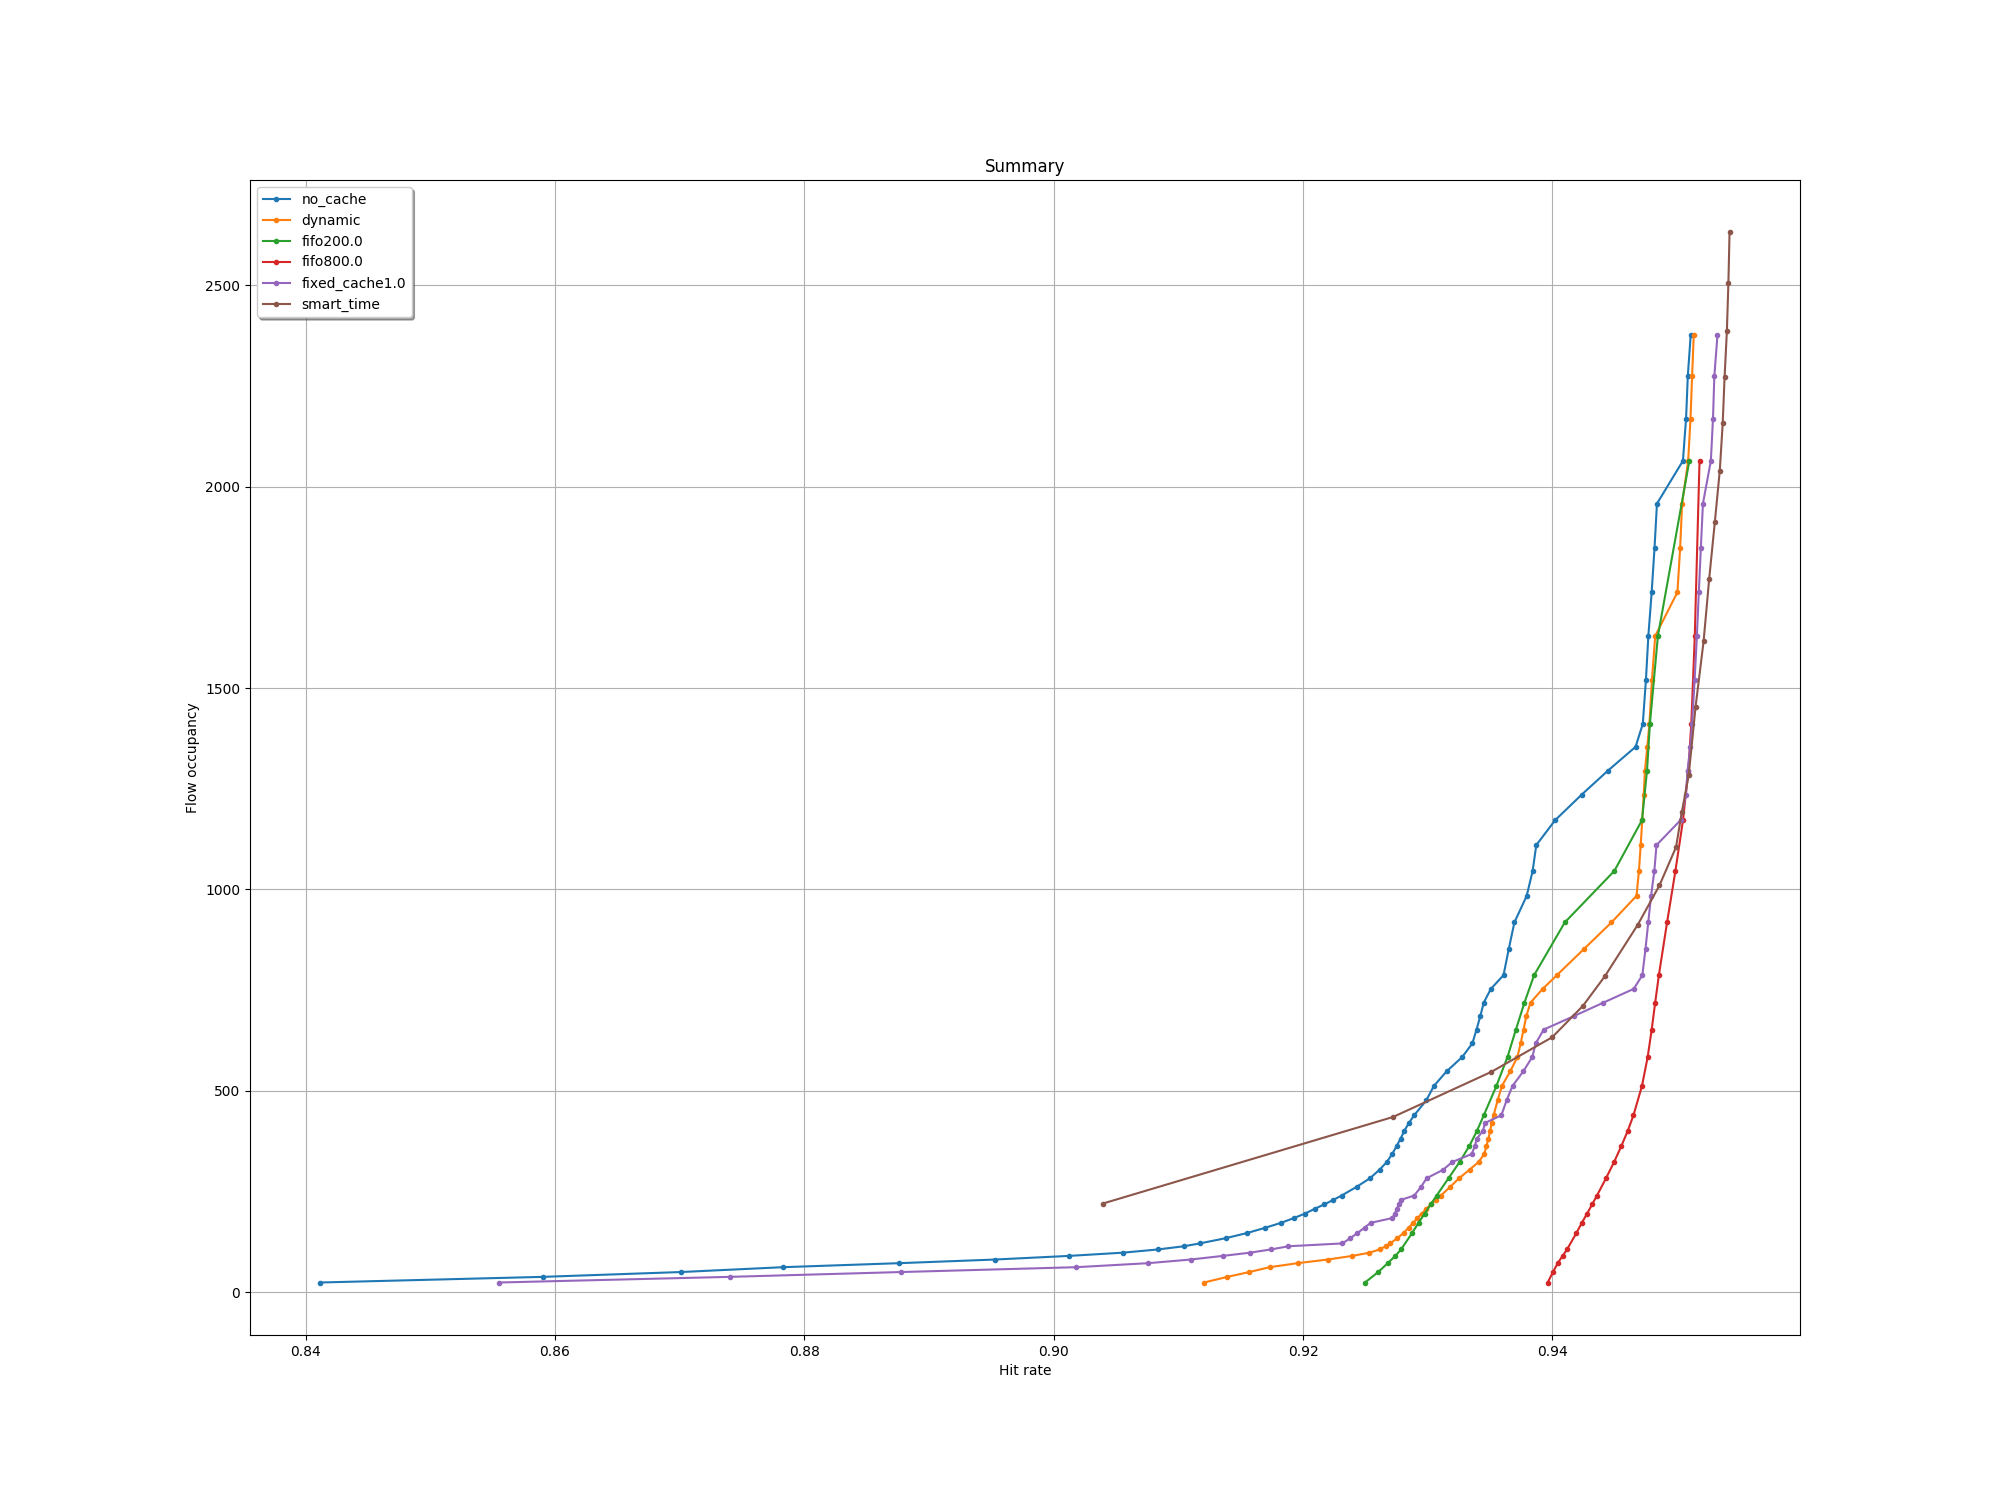 Summary
no_cache
dynamic
fifo200.0
fifo800.0
fixed_cache1.0
smart_time
2500
2000
1500
1000
500
0
Flow occupancy
0.84 0.86 0.88 0.90 0.92 0.94
Hit rate